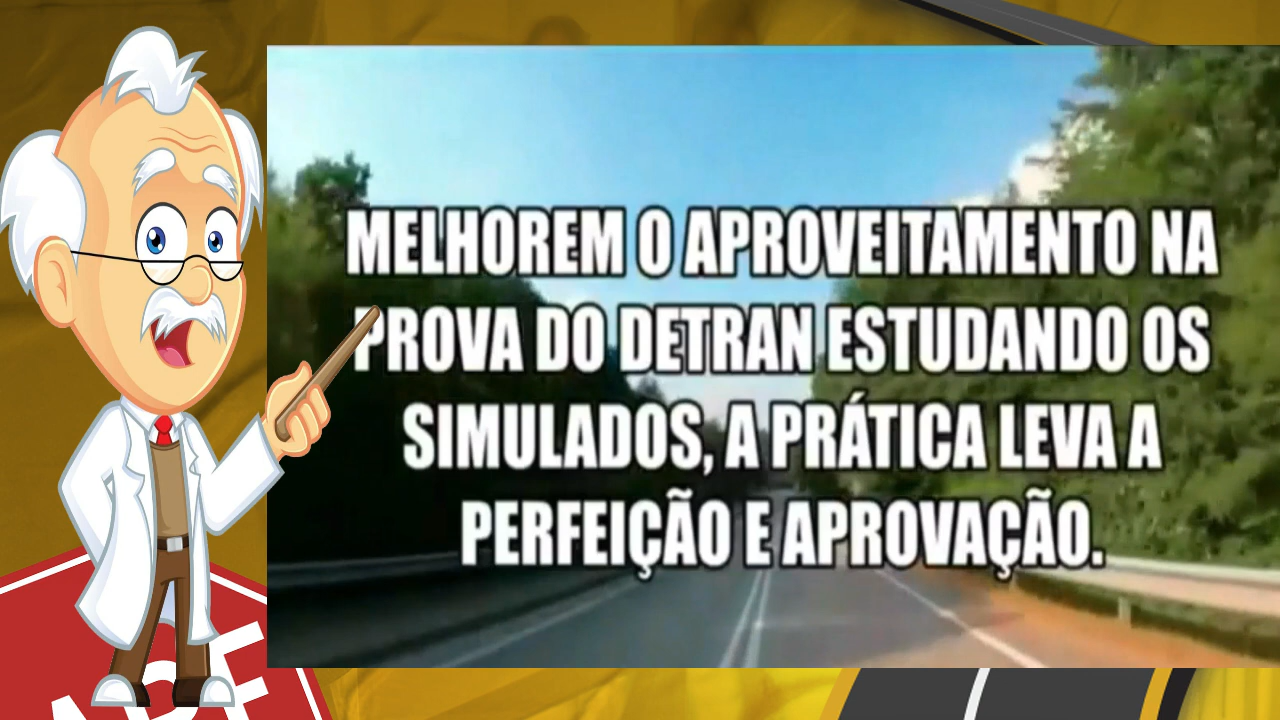 MELHOREM O APROVEITAMENTO NA
PROVA DO DETRAN ESTUDANDO OS
SIMULADOS, A PRÁTICA LEVA A
PERFEIÇÃO E APROVAÇÃO.